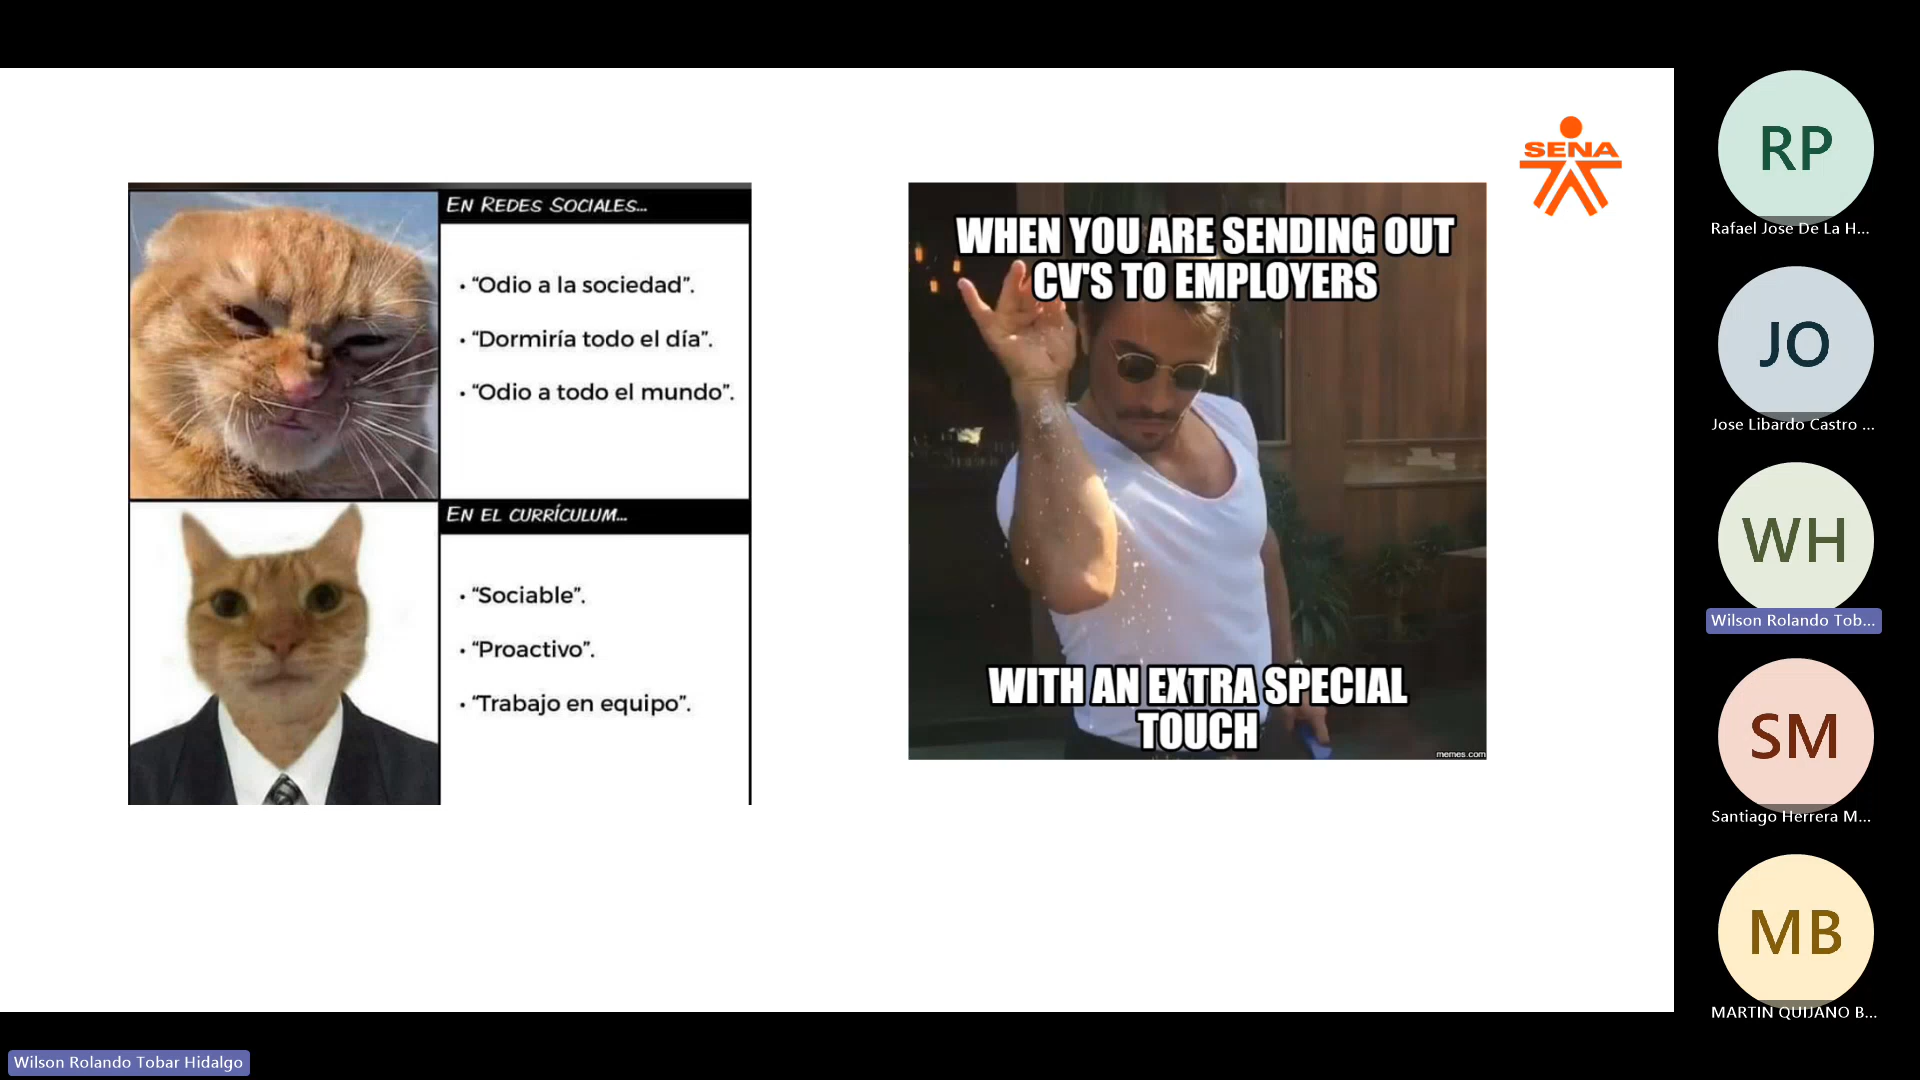 EN REDES SOCIALES...
• “Odio a la sociedad”.
• “Dormiría todo el día”.
• “Odio a todo el mundo”.
EN EL CURRÍCULUM...
• “Sociable”.
• “Proactivo”.
• “Trabajo en equipo”.
WHEN YOU ARE SENDING OUT
CV'S TO EMPLOYERS
WITH AN EXTRA SPECIAL
TOUCH
memes.com
SENA
RP
Rafael Jose De La H...
JO
Jose Libardo Castro ...
WH
Wilson Rolando Tob...
SM
Santiago Herrera M...
MB
MARTIN QUIJANO B...
Wilson Rolando Tobar Hidalgo